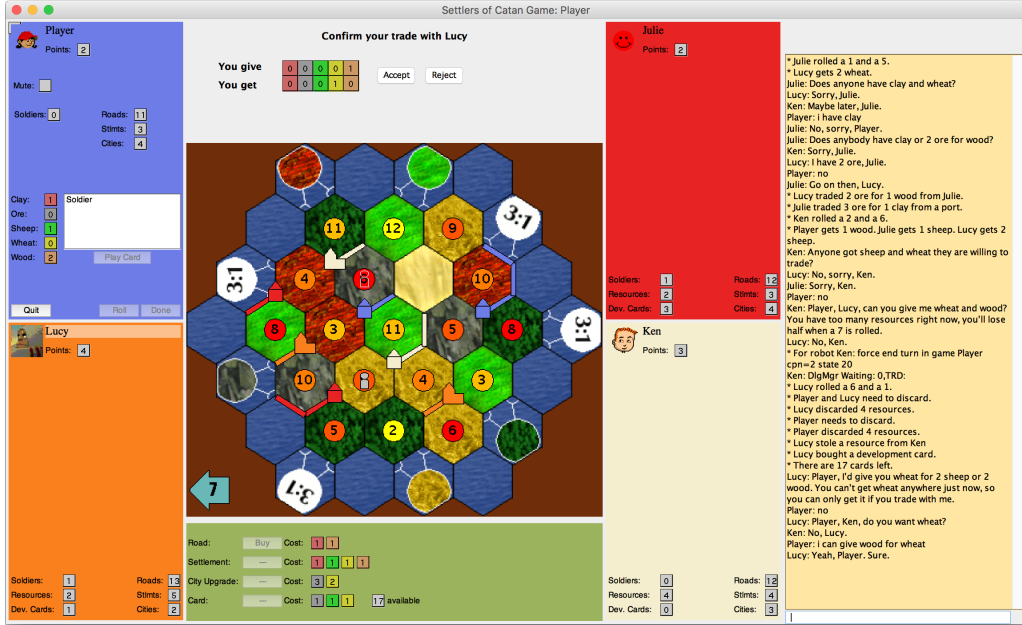 Settlers of Catan Game: Player
Player
Points: 2
Mute:
Soldiers: 0 Roads: 11
Stlmts: 3
Cities: 4
Clay: 1
Ore: 0
Sheep: 1
Wheat: 0
Wood: 2
Soldier
Play Card
Quit Roll Done
Lucy
Points: 4
Soldiers: 1 Roads: 13
Resources: 2 Stlmts: 5
Dev. Cards: 1 Cities: 2
Confirm your trade with Lucy
You give 0 0 0 0 1
You get 0 0 0 1 0
Accept Reject
11 12 9 3:1
3:1 4 10
8 3 11 5 8 3:1
10 4 3
5 2 6
3:1
7
Road: Buy Cost: 1 1
Settlement: --- Cost: 1 1 1 1
City Upgrade: --- Cost: 3 2
Card: --- Cost: 1 1 1 17 available
Julie
Points: 2
Soldiers: 1 Roads: 12
Resources: 2 Stlmts: 3
Dev. Cards: 3 Cities: 4
Ken
Points: 3
Soldiers: 0 Roads: 12
Resources: 4 Stlmts: 4
Dev. Cards: 0 Cities: 3
* Julie rolled a 1 and a 5.
* Lucy gets 2 wheat.
Julie: Does anyone have clay and wheat?
Lucy: Sorry, Julie.
Ken: Maybe later, Julie.
Player: i have clay
Julie: No, sorry, Player.
Julie: Does anybody have clay or 2 ore for wood?
Ken: Sorry, Julie.
Lucy: I have 2 ore, Julie.
Player: no
Julie: Go on then, Lucy.
* Lucy traded 2 ore for 1 wood from Julie.
* Julie traded 3 ore for 1 clay from a port.
* Ken rolled a 2 and a 6.
* Player gets 1 wood. Julie gets 1 sheep. Lucy gets 2
sheep.
Ken: Anyone got sheep and wheat they are willing to
trade?
Lucy: No, sorry, Ken.
Julie: Sorry, Ken.
Player: no
Ken: Player, Lucy, can you give me wheat and wood?
You have too many resources right now, you'll lose
half when a 7 is rolled.
Lucy: No, Ken.
* For robot Ken: force end turn in game Player
cpn=2 state 20
Ken: DlgMgr Waiting: 0,TRD:
* Lucy rolled a 6 and a 1.
* Player and Lucy need to discard.
* Lucy discarded 4 resources.
* Player needs to discard.
* Player discarded 4 resources.
* Lucy stole a resource from Ken
* Lucy bought a development card.
* There are 17 cards left.
Lucy: Player, I'd give you wheat for 2 sheep or 2
wood. You can't get wheat anywhere just now, so
you can only get it if you trade with me.
Player: no
Lucy: Player, Ken, do you want wheat?
Ken: No, Lucy.
Player: i can give wood for wheat
Lucy: Yeah, Player. Sure.